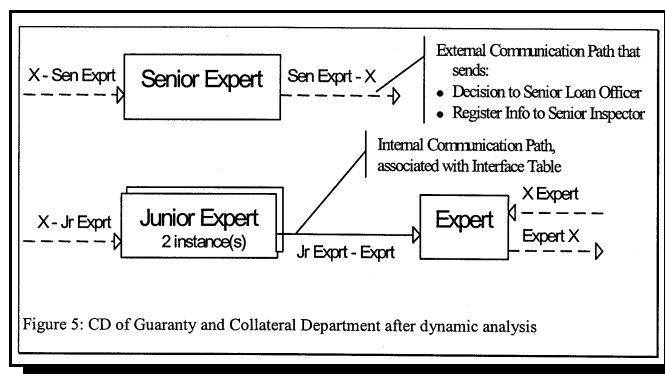 X - Sen Exprt
Senior Expert
Sen Exprt - X
External Communication Path that
sends:
• Decision to Senior Loan Officer
• Register Info to Senior Inspector
Internal Communication Path,
associated with Interface Table
X - Jr Exprt
Junior Expert
2 instance(s)
Jr Exprt - Exprt
Expert
X Expert
Expert X
Figure 5: CD of Guaranty and Collateral Department after dynamic analysis